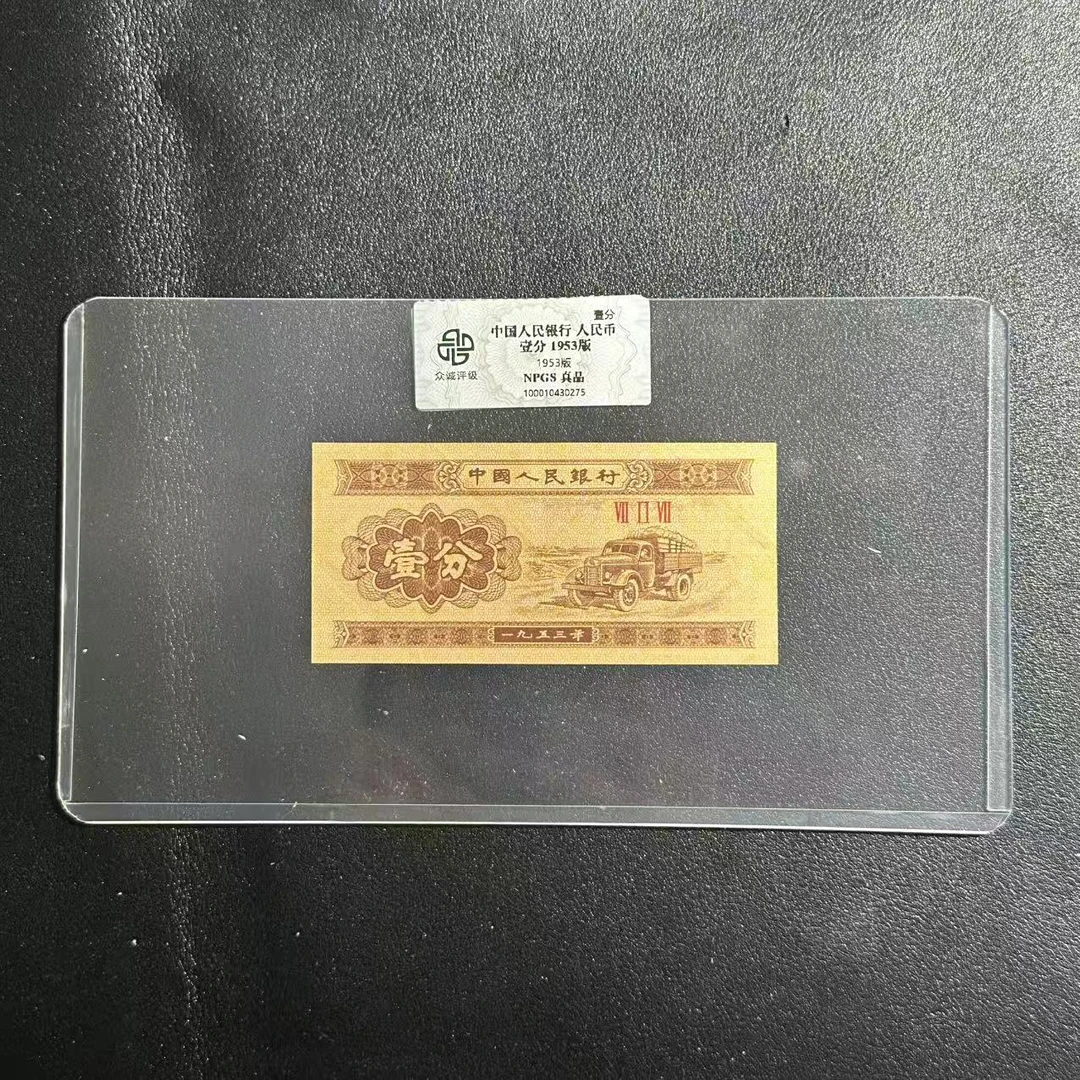 壹分
中国人民银行 人民币
壹分 1953版
1953版
NPGS 真品
100010430275
众诚评级
中國人民銀行
VII II VII
壹分
一九五三年